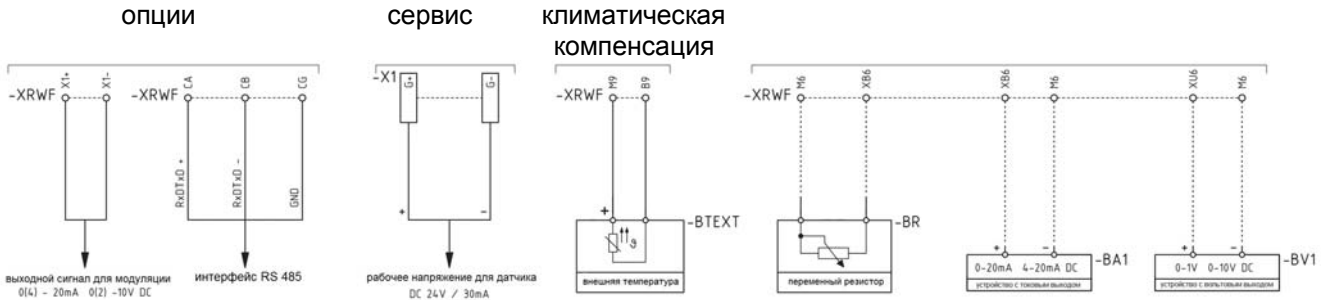 опции
сервис
климатическая
компенсация
-XRWF X1+ X1-
-XRWF CA CB CG
-X1 G+ G-
-XRWF M9 B9
-XRWF M6 XB6
XB6 M6
XU6 M6
RxDTxD + RxDTxD - GND
+ -
+ -BTEXT
ϑ
-BR
+ - -BA1
0-20mA 4-20mA DC
+ - -BV1
0-1V 0-10V DC
выходной сигнал для модуляции
0(4) - 20mA 0(2) -10V DC
интерфейс RS 485
рабочее напряжение для датчика
DC 24V / 30mA
внешняя температура
переменный резистор
устройство с токовым выходом
устройство с вольтовым выходом